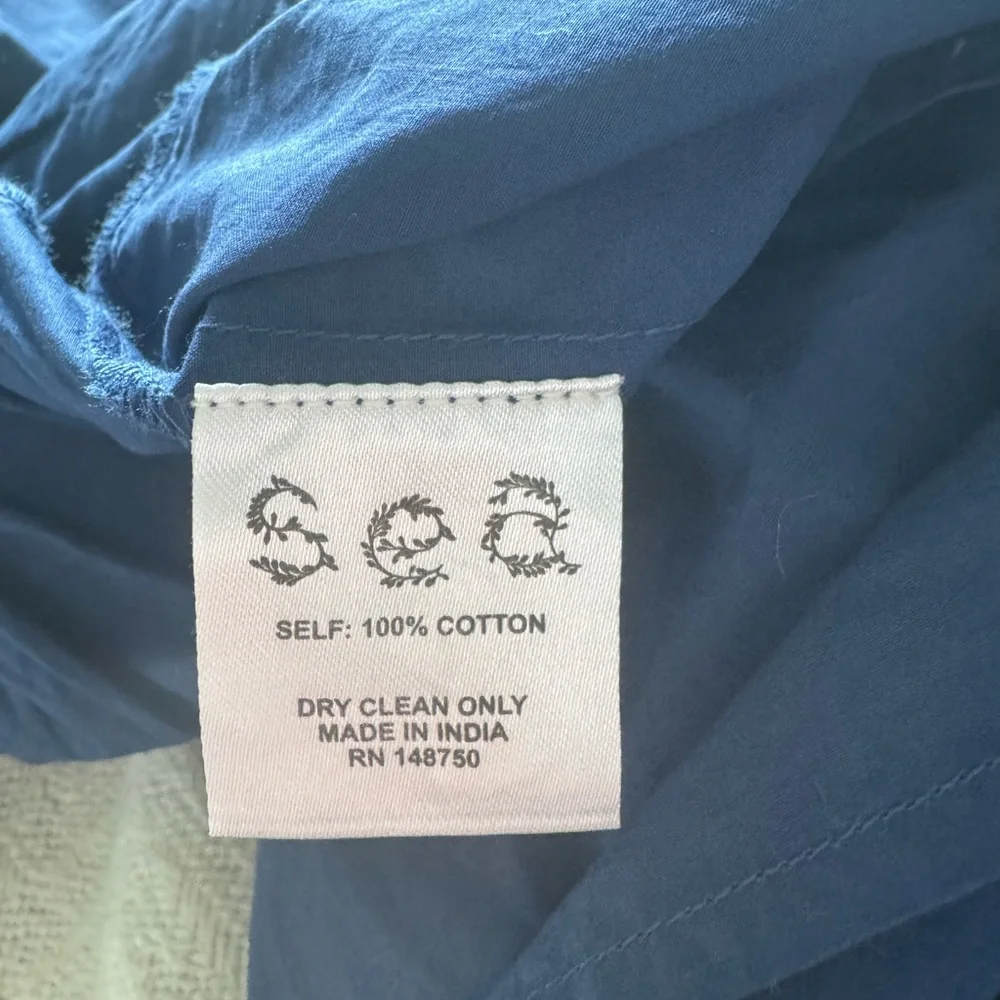 Sea
SELF: 100% COTTON
DRY CLEAN ONLY
MADE IN INDIA
RN 148750